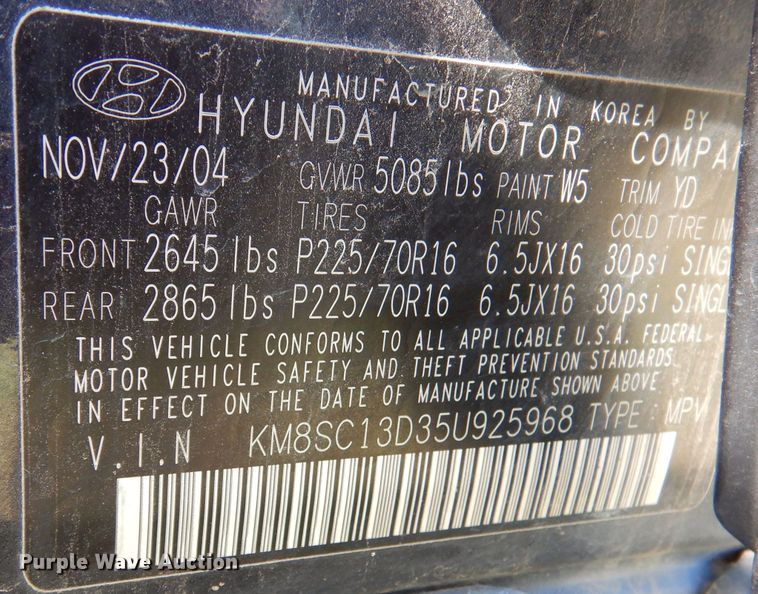 MANUFACTURED IN KOREA BY
HYUNDAI MOTOR
NOV/23/04 GVWR 5085lbs PAINT W5 TRIM YD
GAWR TIRES RIMS COLD TIRE
FRONT 2645lbs P225/70R16 6.5JX16 30psi
REAR 2865lbs P225/70R16 6.5JX16 30psi
THIS VEHICLE CONFORMS TO ALL APPLICABLE U.S.A. FEDERAL
MOTOR VEHICLE SAFETY AND THEFT PREVENTION STANDARDS
IN EFFECT ON THE DATE OF MANUFACTURE SHOWN ABOVE.
V.I.N KM8SC13D35U925968 TYPE : MPV
Purple Wave Auction